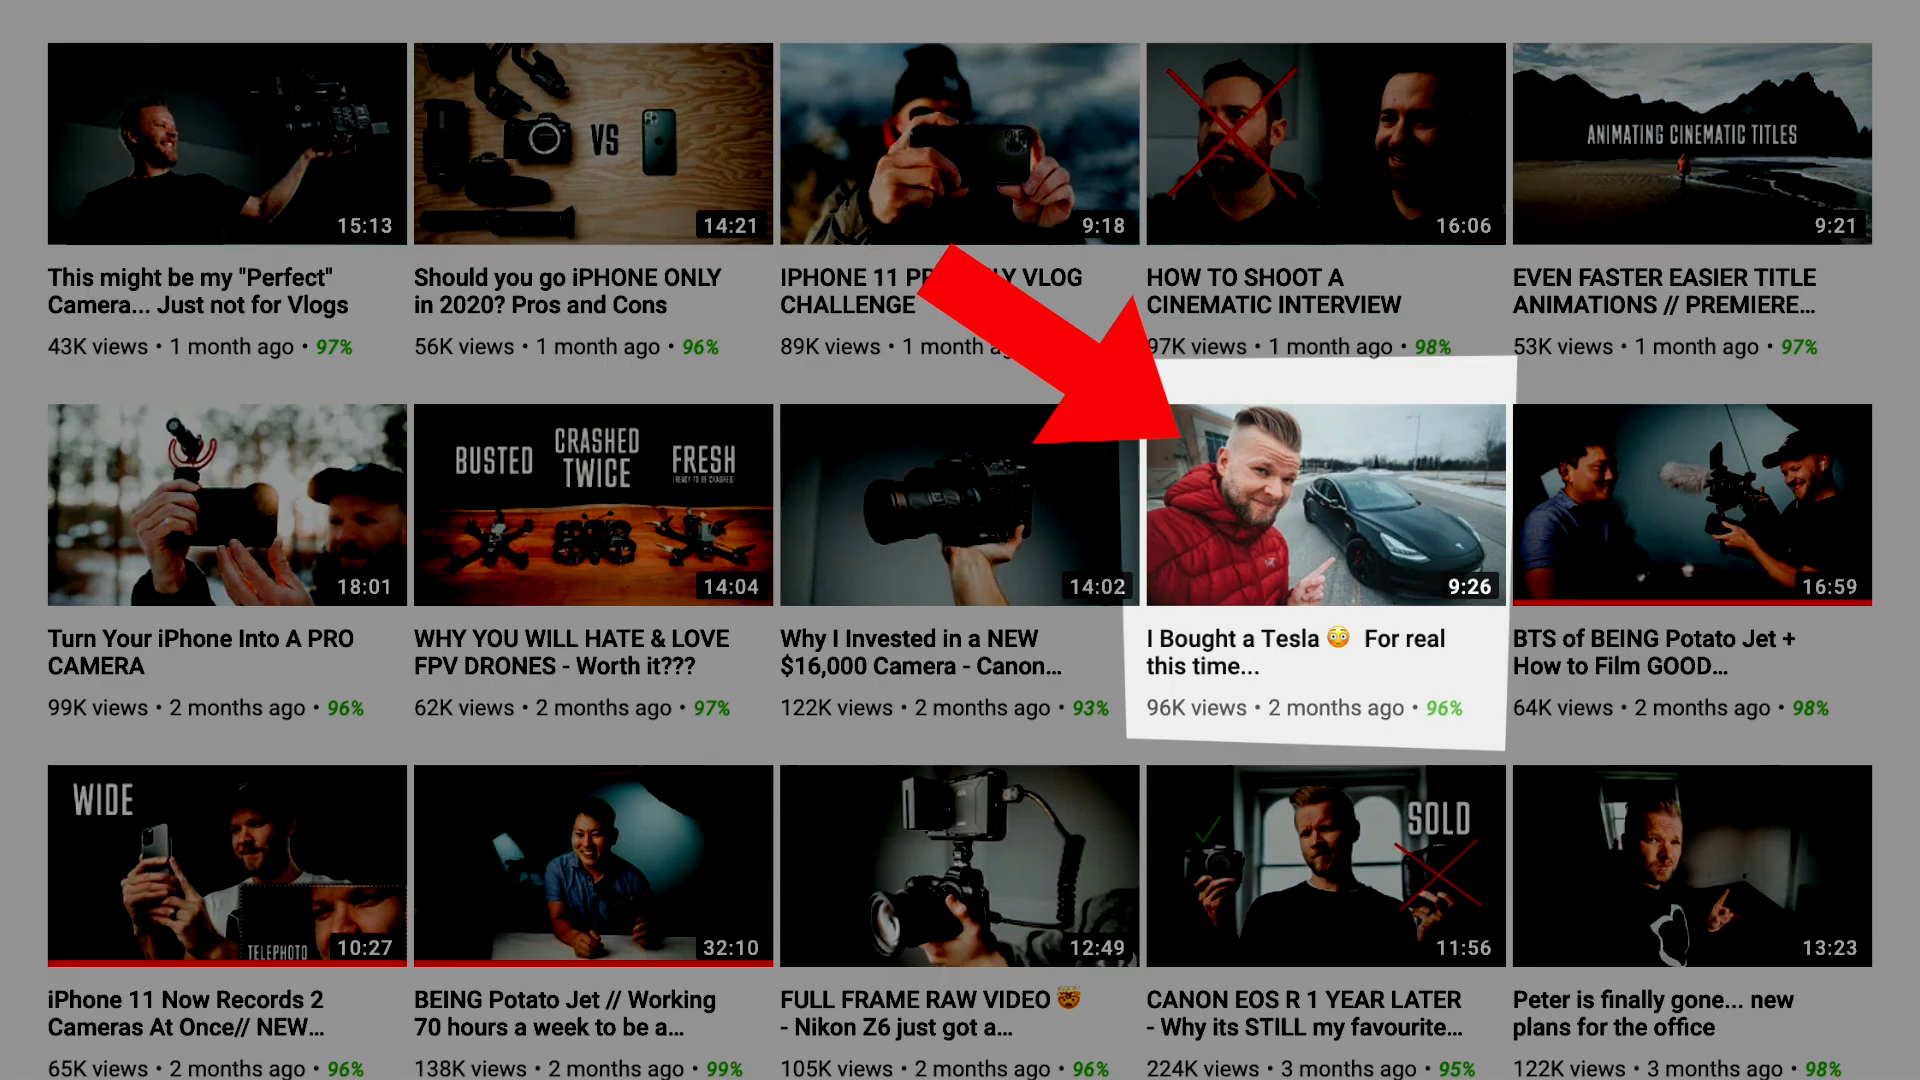 15:13
VS
14:21
9:18
16:06
ANIMATING CINEMATIC TITLES
9:21
This might be my "Perfect"
Camera... Just not for Vlogs
43K views • 1 month ago • 97%
Should you go iPHONE ONLY
in 2020? Pros and Cons
56K views • 1 month ago • 96%
IPHONE 11 P Y VLOG
CHALLENGE
89K views • 1 month
HOW TO SHOOT A
CINEMATIC INTERVIEW
97K views • 1 month ago • 98%
EVEN FASTER EASIER TITLE
ANIMATIONS // PREMIERE...
53K views • 1 month ago • 97%
18:01
BUSTED
CRASHED
TWICE
FRESH
(READY TO BE CRASHED)
14:04
14:02
9:26
16:59
Turn Your iPhone Into A PRO
CAMERA
99K views • 2 months ago • 96%
WHY YOU WILL HATE & LOVE
FPV DRONES - Worth it???
62K views • 2 months ago • 97%
Why I Invested in a NEW
$16,000 Camera - Canon...
122K views • 2 months ago • 93%
I Bought a Tesla 😳 For real
this time...
96K views • 2 months ago • 96%
BTS of BEING Potato Jet +
How to Film GOOD...
64K views • 2 months ago • 98%
WIDE
TELEPHOTO
10:27
32:10
12:49
SOLD
11:56
13:23
iPhone 11 Now Records 2
Cameras At Once// NEW...
65K views • 2 months ago • 96%
BEING Potato Jet // Working
70 hours a week to be a...
138K views • 2 months ago • 99%
FULL FRAME RAW VIDEO 🤯
- Nikon Z6 just got a...
105K views • 2 months ago • 96%
CANON EOS R 1 YEAR LATER
- Why its STILL my favourite...
224K views • 3 months ago • 95%
Peter is finally gone... new
plans for the office
122K views • 3 months ago • 98%